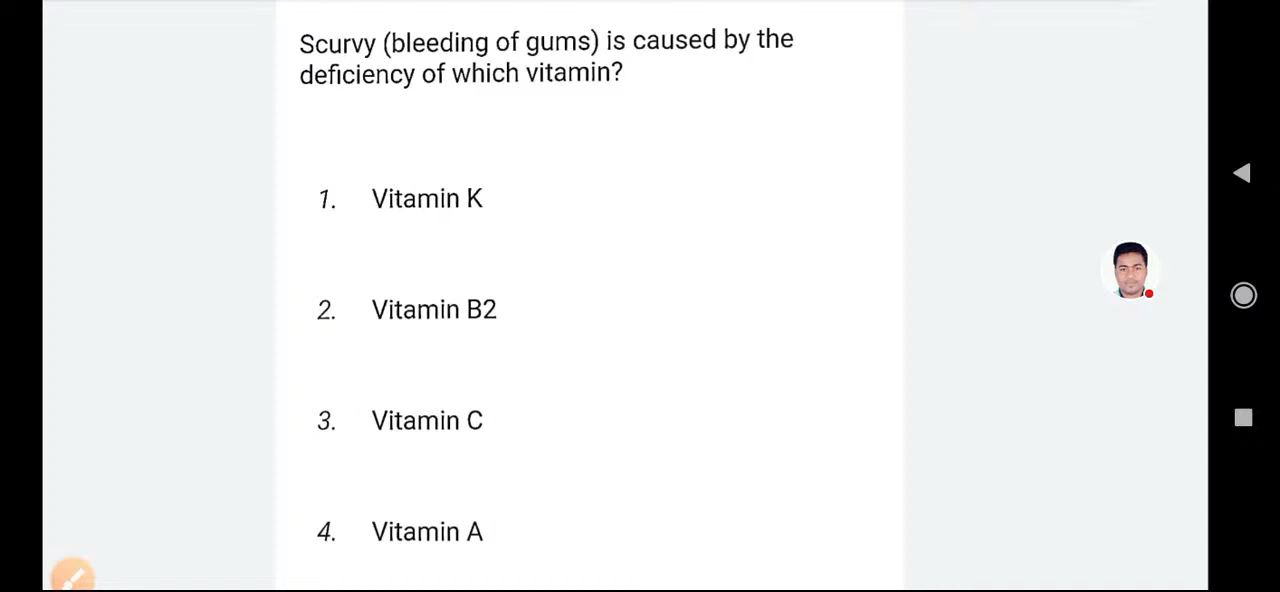 Scurvy (bleeding of gums) is caused by the
deficiency of which vitamin?
1. Vitamin K
2. Vitamin B2
3. Vitamin C
4. Vitamin A